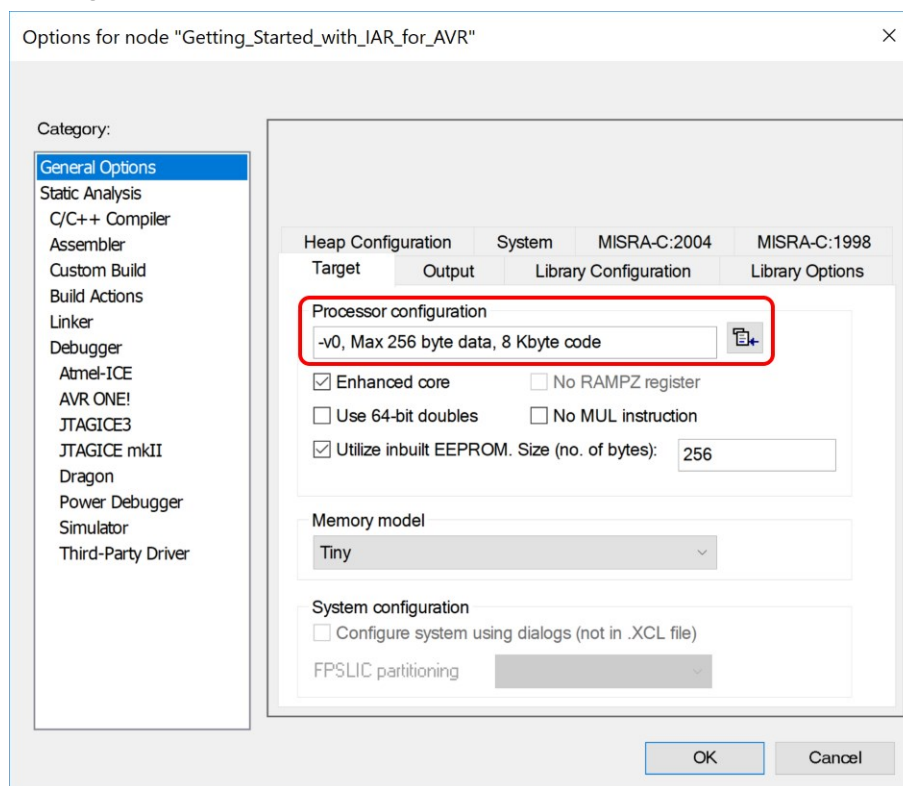 Options for node "Getting_Started_with_IAR_for_AVR"
Category:
General Options
Static Analysis
C/C++ Compiler
Assembler
Custom Build
Build Actions
Linker
Debugger
Atmel-ICE
AVR ONE!
JTAGICE3
JTAGICE mkII
Dragon
Power Debugger
Simulator
Third-Party Driver
Heap Configuration System MISRA-C:2004 MISRA-C:1998
Target Output Library Configuration Library Options
Processor configuration
-v0, Max 256 byte data, 8 Kbyte code
Enhanced core No RAMPZ register
Use 64-bit doubles No MUL instruction
Utilize inbuilt EEPROM. Size (no. of bytes): 256
Memory model
Tiny
System configuration
Configure system using dialogs (not in .XCL file)
FPSLIC partitioning
OK Cancel